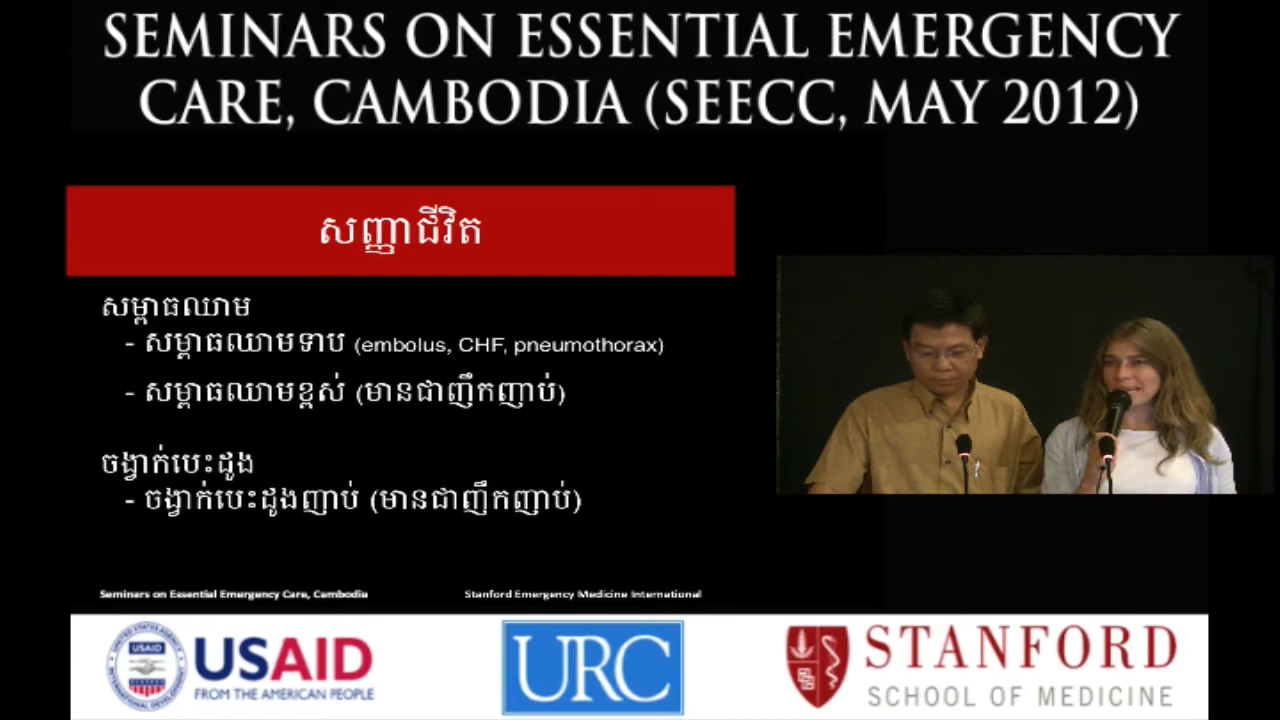 SEMINARS ON ESSENTIAL EMERGENCY
CARE, CAMBODIA (SEECC, MAY 2012)
សញ្ញាជីវិត
សម្ពាធឈាម
- សម្ពាធឈាមទាប (embolus, CHF, pneumothorax)
- សម្ពាធឈាមខ្ពស់ (មានជាញឹកញាប់)
ចង្វាក់បេះដូង
- ចង្វាក់បេះដូងញាប់ (មានជាញឹកញាប់)
Seminars on Essential Emergency Care, Cambodia
Stanford Emergency Medicine International
USAID
USAID
FROM THE AMERICAN PEOPLE
URC
STANFORD
SCHOOL OF MEDICINE